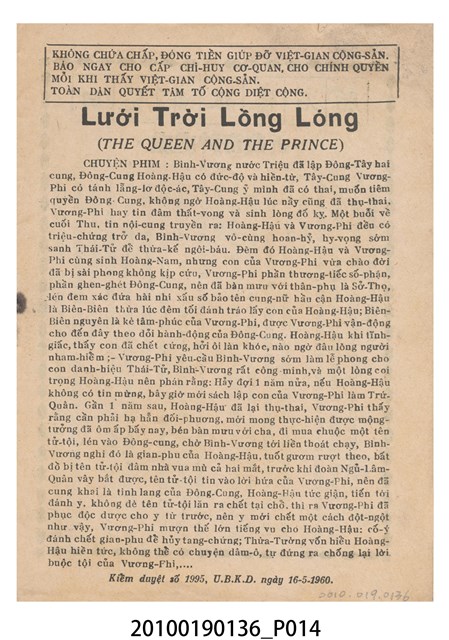 KHÔNG CHỨA CHẤP, ĐÓNG TIỀN GIÚP ĐỠ VIỆT-GIAN CỘNG-SẢN.
BÁO NGAY CHO CẤP CHỈ-HUY CƠ-QUAN, CHO CHÍNH QUYỀN
MỖI KHI THẤY VIỆT-GIAN CỘNG-SẢN.
TOÀN DÂN QUYẾT TÂM TỐ CỘNG DIỆT CỘNG.
Lưới Trời Lồng Lộng
(THE QUEEN AND THE PRINCE)
CHUYỆN PHIM : Bình-Vương nước Triệu đã lập Đông-Tây hai
cung, Đông-Cung Hoàng-Hậu có đức-độ và hiền-từ, Tây-Cung Vương-
Phi có tánh lẳng-lơ độc-ác, Tây-Cung ỷ mình đã có thai, muốn tiêm
quyền Đông-Cung, không ngờ Hoàng-Hậu lúc nầy cũng đã thụ-thai,
Vương-Phi hay tin đâm thất-vọng và sinh lòng đố kỵ. Một buổi về
cuối Thu, tin nội-cung truyền ra: Hoàng-Hậu và Vương-Phi đều có
triệu-chứng trở dạ, Bình-Vương vô-cùng hoan-hỷ, hy-vọng sớm
xanh Thái-Tử để thừa-kế ngôi-báu. Đêm đó Hoàng-Hậu và Vương-
Phi cùng sinh Hoàng-Nam, nhưng con của Vương-Phi vừa chào đời
đã bị sài phong không kịp cứu, Vương-Phi phần thương-tiếc số-phận,
phần ghen-ghét Đông-Cung, nên đã bàn mưu với thân-phụ là Sở-Thọ,
lén đem xác đứa hài nhi xấu số bảo tên cung-nữ hần cận Hoàng-Hậu
là Biên-Biên thừa lúc đêm tối đánh tráo lấy con của Hoàng-Hậu; Biên-
Biên nguyên là kẻ tâm-phúc của Vương-Phi, được Vương-Phi vận-động
cho đến đây theo dõi hành-động của Đông-Cung. Hoàng-Hậu khi tĩnh-
giấc, thấy con đã chết cứng, hỡi ôi làn khóe, nào ngờ đâu lòng người
nham-hiểm ;- Vương-Phi yêu-cầu Bình-Vương sớm làm lễ phong cho
con danh-hiệu Thái-Tử, Bình-Vương rất công-minh, và một lòng coi
trọng Hoàng-Hậu nên phán rằng: Hãy đợi 1 năm nửa, nếu Hoàng-Hậu
không có tin mừng, bây giờ mới sách lập con của Vương-Phi làm Trữ-
Quân. Gần 1 năm sau, Hoàng-Hậu đã lại thụ-thai, Vương-Phi thấy
rằng cần phải hạ hẳn đối-phương, mới mong thực-hiện được mộng-
tưởng đã ôm ấp bấy nay, bèn bàn mưu với cha, đi mua chuộc một tên
tử-tội, lén vào Đông-cung, chờ Bình-Vương tới liền thoát chạy, Bình-
Vương nghi đó là gian-phu của Hoàng-Hậu, tuốt gươm rượt theo, bất
đồ bị tên tử-tội đâm nhà vua mù cả hai mắt, trước khi đoàn Ngũ-Lâm-
Quân vây bắt được, tên tử-tội tin vào lời hứa của Vương-Phi, nên đã
cung khai là tình lang của Đông-Cung, Hoàng-Hậu tức giận, tiến tới
đánh y, không dè tên tử-tội lăn ra chết tại chỗ, thì ra Vương-Phi đã
phục độc dược cho y từ trước, nên y mới chết một cách đột-ngột
như vậy, Vương-Phi mượn thế lớn tiếng vu cho Hoàng-Hậu: cố-ý
đánh chết gian-phu để hủy tang-chứng; Thừa-Tướng vốn hiểu Hoàng-
Hậu hiền tức, không thể có chuyện dâm-ô, tự đứng ra chống lại lời
buộc tội của Vương-Phi,....
Kiểm duyệt số 1995, U.B.K.D. ngày 16-5-1960.
2010.019.0136
20100190136_P014